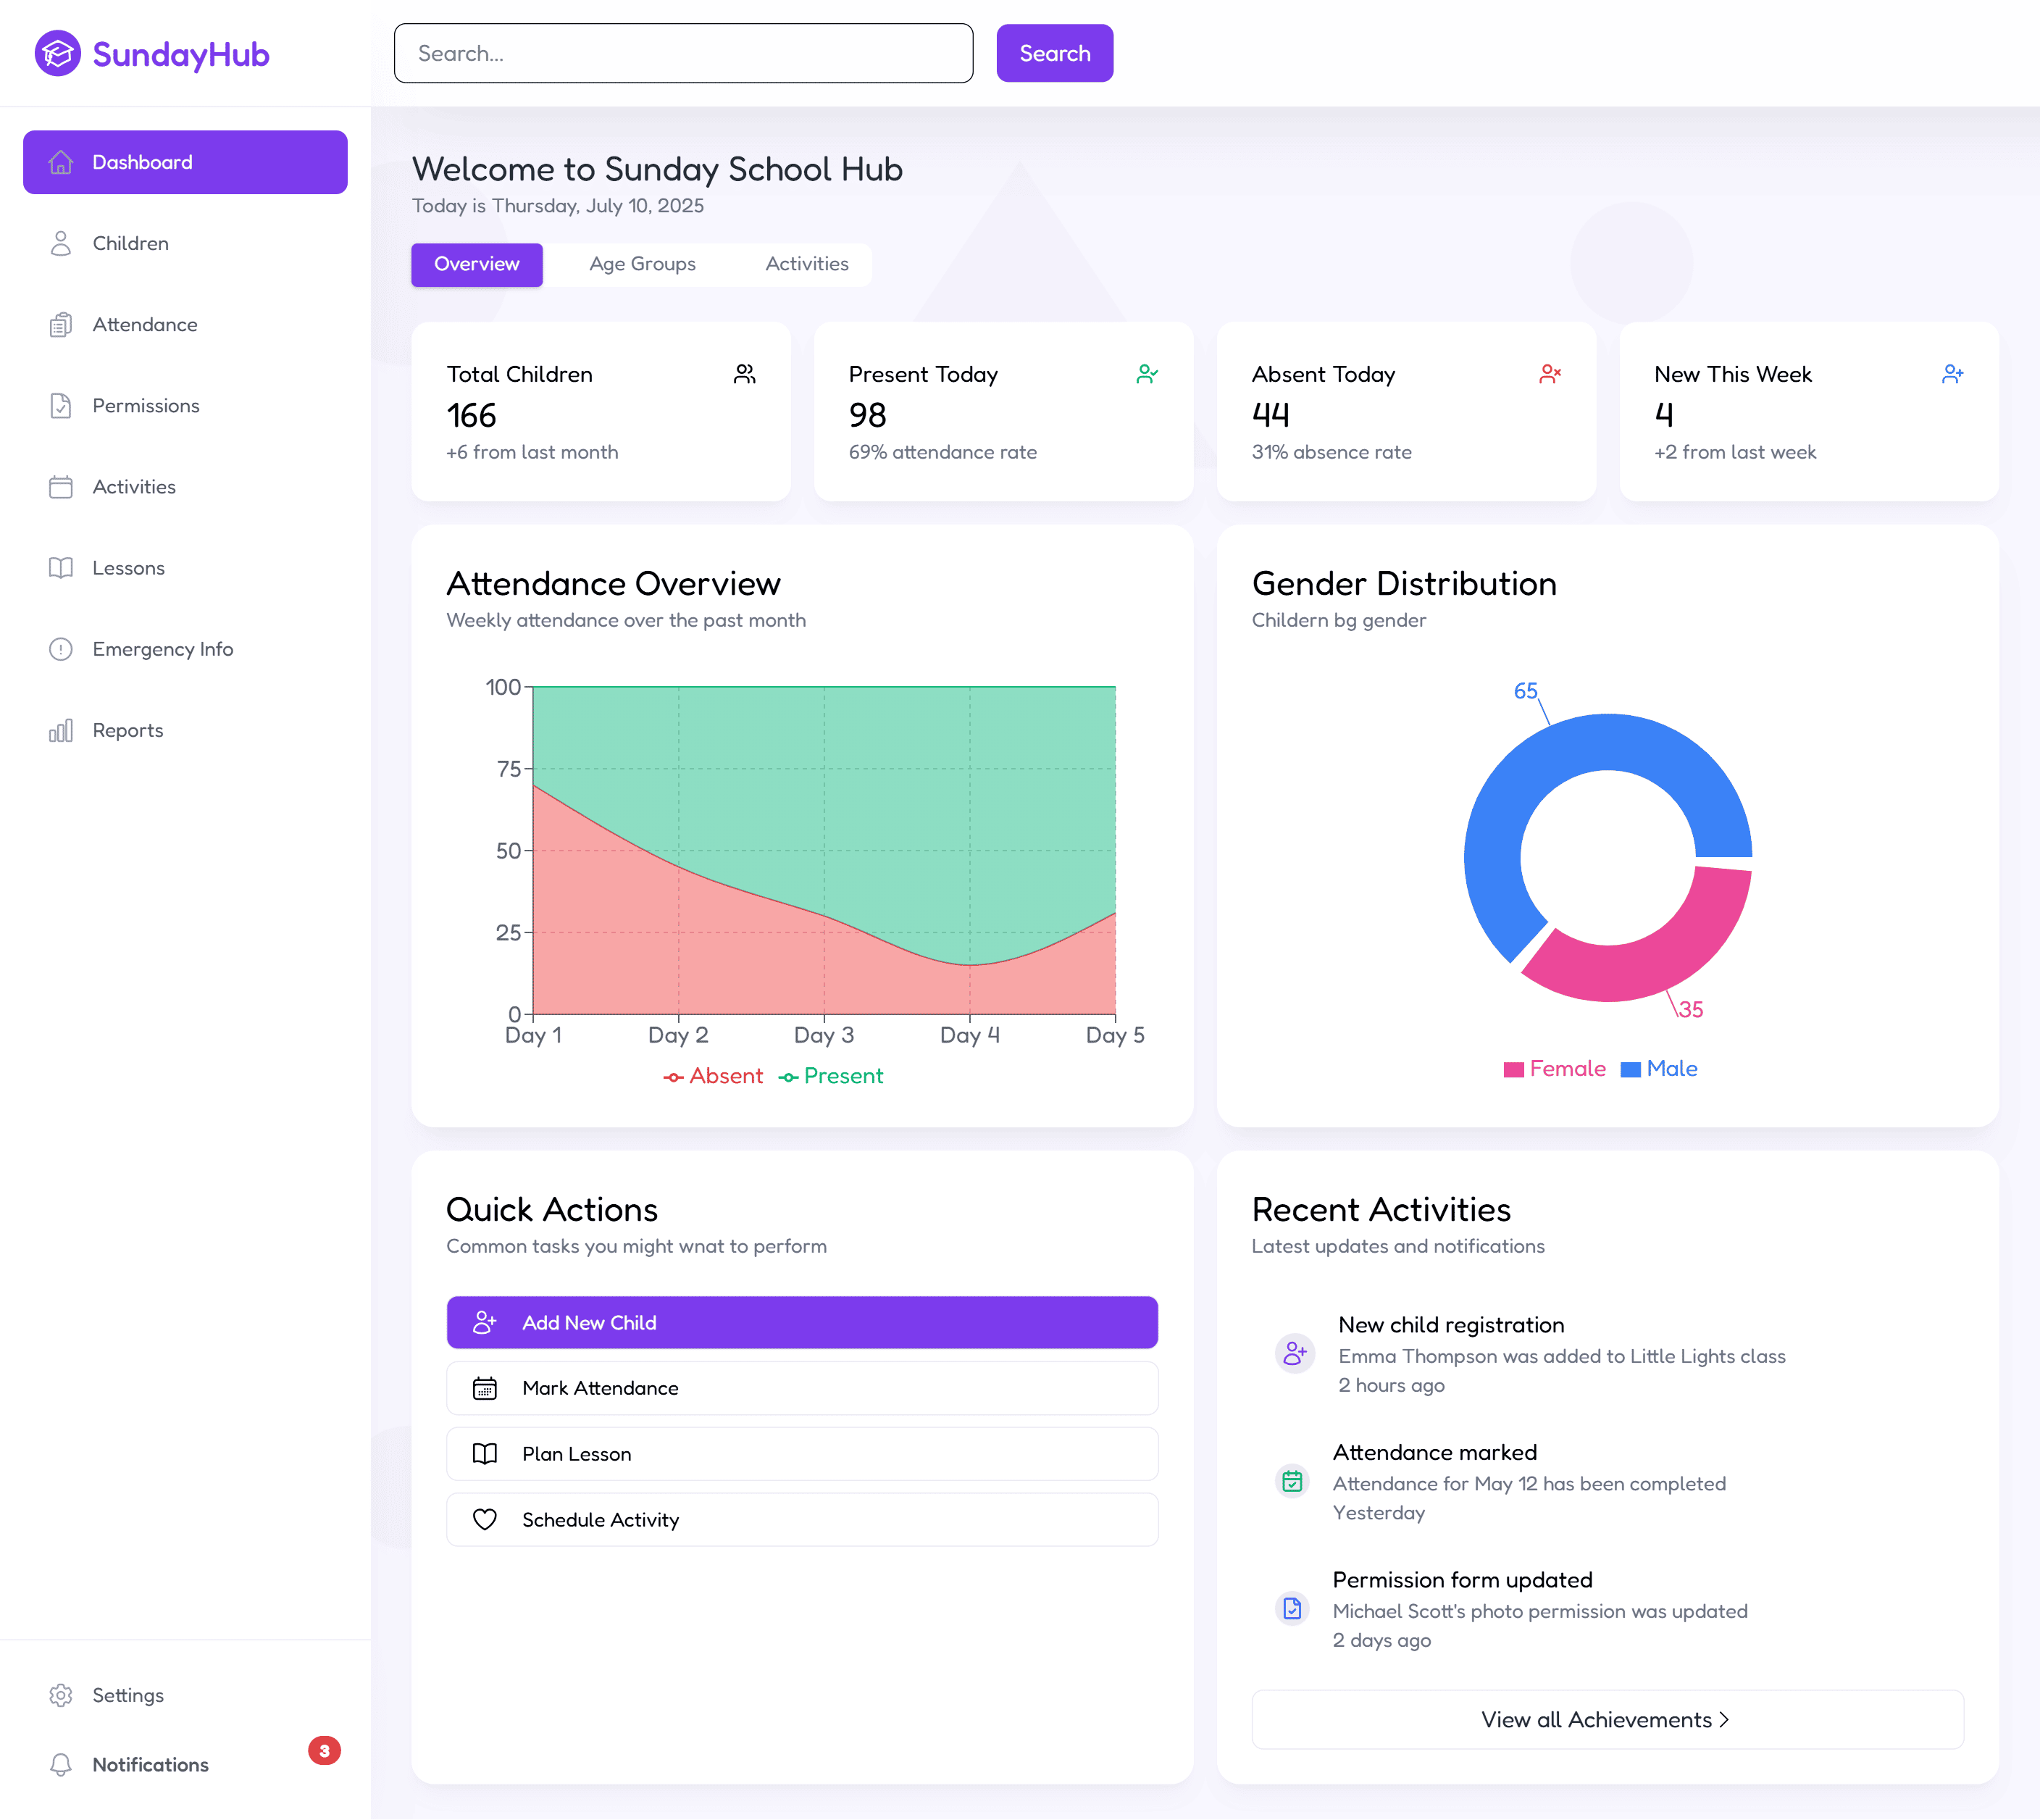 SundayHub
Search...
Search
Dashboard
Children
Attendance
Permissions
Activities
Lessons
Emergency Info
Reports
Settings
Notifications
3
Welcome to Sunday School Hub
Today is Thursday, July 10, 2025
Overview
Age Groups
Activities
Total Children
166
+6 from last month
Present Today
98
69% attendance rate
Absent Today
44
31% absence rate
New This Week
4
+2 from last week
Attendance Overview
Weekly attendance over the past month
100
75
50
25
0
Day 1 Day 2 Day 3 Day 4 Day 5
Absent Present
Gender Distribution
Childern bg gender
65
35
Female Male
Quick Actions
Common tasks you might wnat to perform
Add New Child
Mark Attendance
Plan Lesson
Schedule Activity
Recent Activities
Latest updates and notifications
New child registration
Emma Thompson was added to Little Lights class
2 hours ago
Attendance marked
Attendance for May 12 has been completed
Yesterday
Permission form updated
Michael Scott's photo permission was updated
2 days ago
View all Achievements